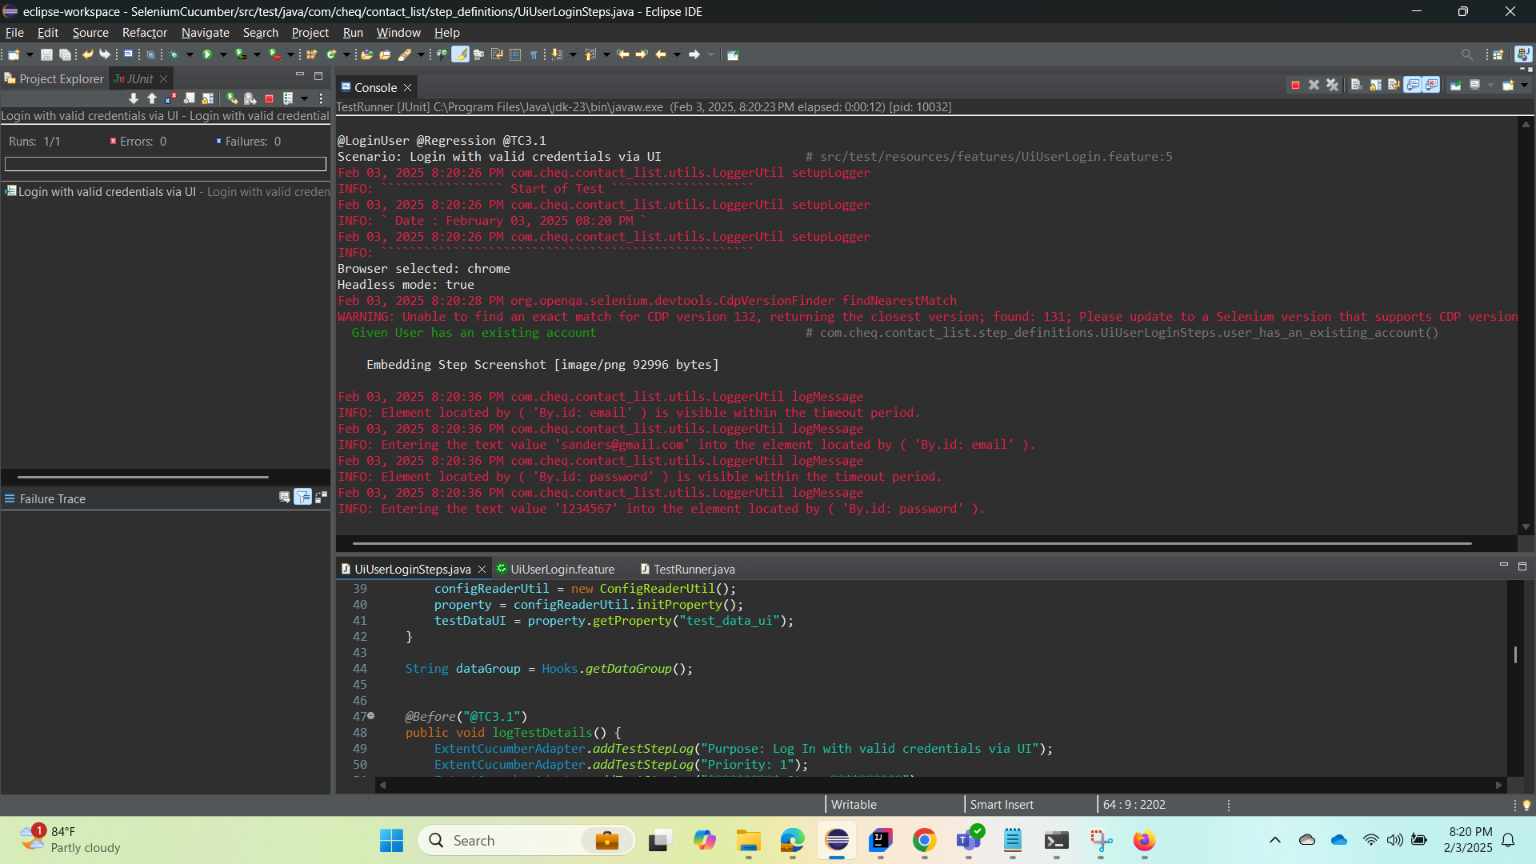 eclipse-workspace - SeleniumCucumber/src/test/java/com/cheq/contact_list/step_definitions/UiUserLoginSteps.java - Eclipse IDE
File Edit Source Refactor Navigate Search Project Run Window Help
Project Explorer JUnit
Console
TestRunner [JUnit] C:\Program Files\Java\jdk-23\bin\javaw.exe (Feb 3, 2025, 8:20:23 PM elapsed: 0:00:12) [pid: 10032]
Login with valid credentials via UI - Login with valid credential
Runs: 1/1 Errors: 0 Failures: 0
Login with valid credentials via UI - Login with valid creden
Failure Trace
@LoginUser @Regression @TC3.1
Scenario: Login with valid credentials via UI # src/test/resources/features/UiUserLogin.feature:5
Feb 03, 2025 8:20:26 PM com.cheq.contact_list.utils.LoggerUtil setupLogger
INFO: ````````````````` Start of Test ````````````````````
Feb 03, 2025 8:20:26 PM com.cheq.contact_list.utils.LoggerUtil setupLogger
INFO: ` Date : February 03, 2025 08:20 PM `
Feb 03, 2025 8:20:26 PM com.cheq.contact_list.utils.LoggerUtil setupLogger
INFO: ````````````````````````````````````````````````````
Browser selected: chrome
Headless mode: true
Feb 03, 2025 8:20:28 PM org.openqa.selenium.devtools.CdpVersionFinder findNearestMatch
WARNING: Unable to find an exact match for CDP version 132, returning the closest version; found: 131; Please update to a Selenium version that supports CDP version
Given User has an existing account # com.cheq.contact_list.step_definitions.UiUserLoginSteps.user_has_an_existing_account()
Embedding Step Screenshot [image/png 92996 bytes]
Feb 03, 2025 8:20:36 PM com.cheq.contact_list.utils.LoggerUtil logMessage
INFO: Element located by ( 'By.id: email' ) is visible within the timeout period.
Feb 03, 2025 8:20:36 PM com.cheq.contact_list.utils.LoggerUtil logMessage
INFO: Entering the text value 'sanders@gmail.com' into the element located by ( 'By.id: email' ).
Feb 03, 2025 8:20:36 PM com.cheq.contact_list.utils.LoggerUtil logMessage
INFO: Element located by ( 'By.id: password' ) is visible within the timeout period.
Feb 03, 2025 8:20:36 PM com.cheq.contact_list.utils.LoggerUtil logMessage
INFO: Entering the text value '1234567' into the element located by ( 'By.id: password' ).
UiUserLoginSteps.java UiUserLogin.feature TestRunner.java
39 configReaderUtil = new ConfigReaderUtil();
40 property = configReaderUtil.initProperty();
41 testDataUI = property.getProperty("test_data_ui");
42 }
43
44 String dataGroup = Hooks.getDataGroup();
45
46
47 @Before("@TC3.1")
48 public void logTestDetails() {
49 ExtentCucumberAdapter.addTestStepLog("Purpose: Log In with valid credentials via UI");
50 ExtentCucumberAdapter.addTestStepLog("Priority: 1");
Writable Smart Insert 64 : 9 : 2202
1
84°F
Partly cloudy
Search
8:20 PM
2/3/2025